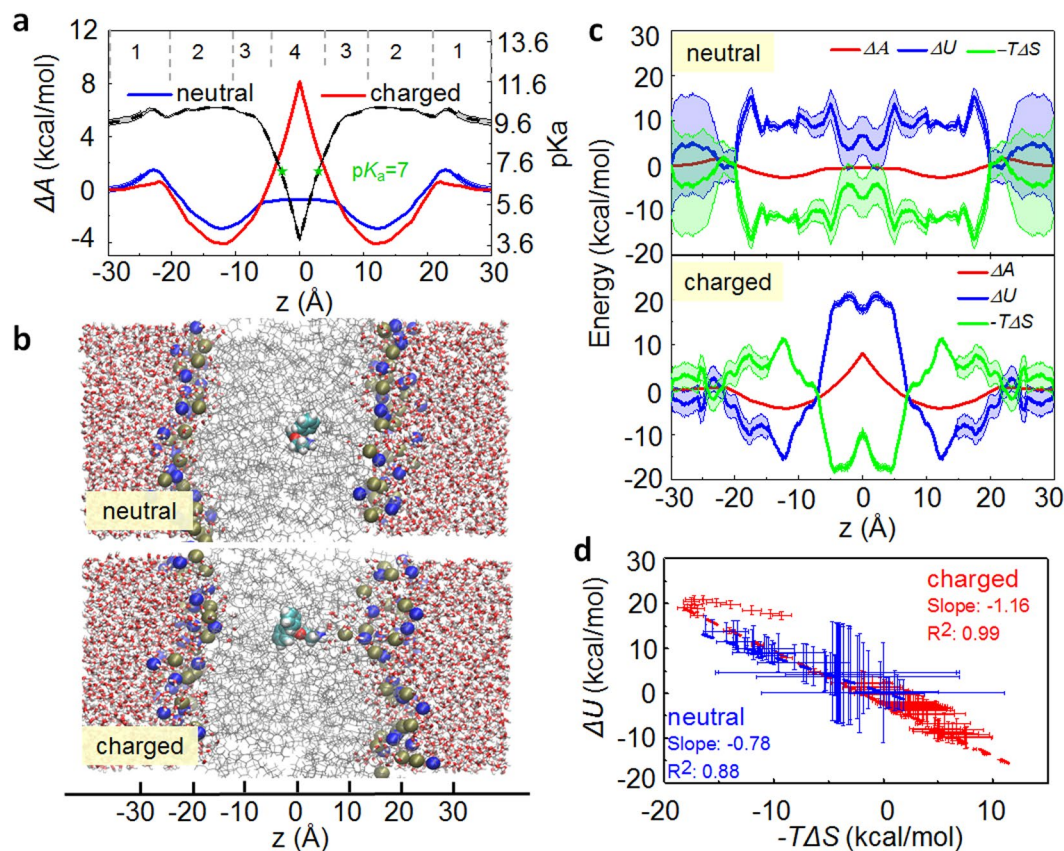 a
12
8
4
0
-4
ΔA (kcal/mol)
1 2 3 4 3 2 1
neutral charged
pKa=7
13.6
11.6
9.6
7.6
5.6
3.6
pKa
-30 -20 -10 0 10 20 30
z (Å)
b
neutral
charged
-30 -20 -10 0 10 20 30
z (Å)
c
neutral
ΔA ΔU -TΔS
20
10
0
-10
20
charged
ΔA
ΔU
-TΔS
20
10
0
-10
20
Energy (kcal/mol)
-30 -20 -10 0 10 20 30
z (Å)
d
30
20
10
0
-10
-20
ΔU (kcal/mol)
charged
Slope: -1.16
R2: 0.99
neutral
Slope: -0.78
R2: 0.88
-20 -10 0 10
-TΔS (kcal/mol)